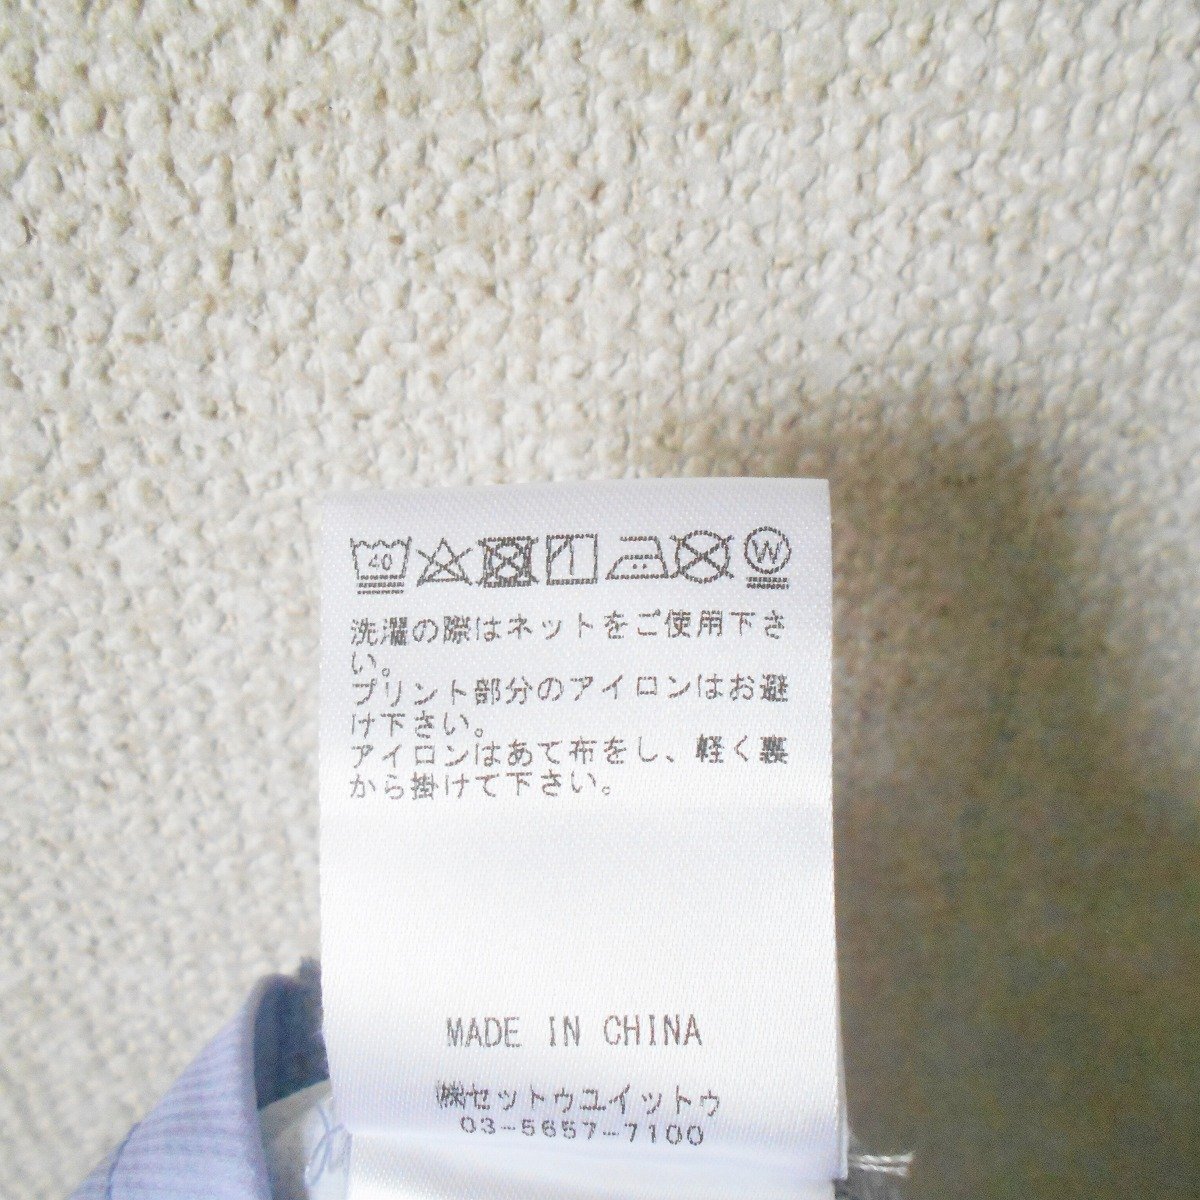 40 W
洗濯の際はネットをご使用下さ
い。
プリント部分のアイロンはお避
け下さい。
アイロンはあて布をし、軽く裏
から掛けて下さい。
MADE IN CHINA
㈱セットゥユイットゥ
03-5657-7100